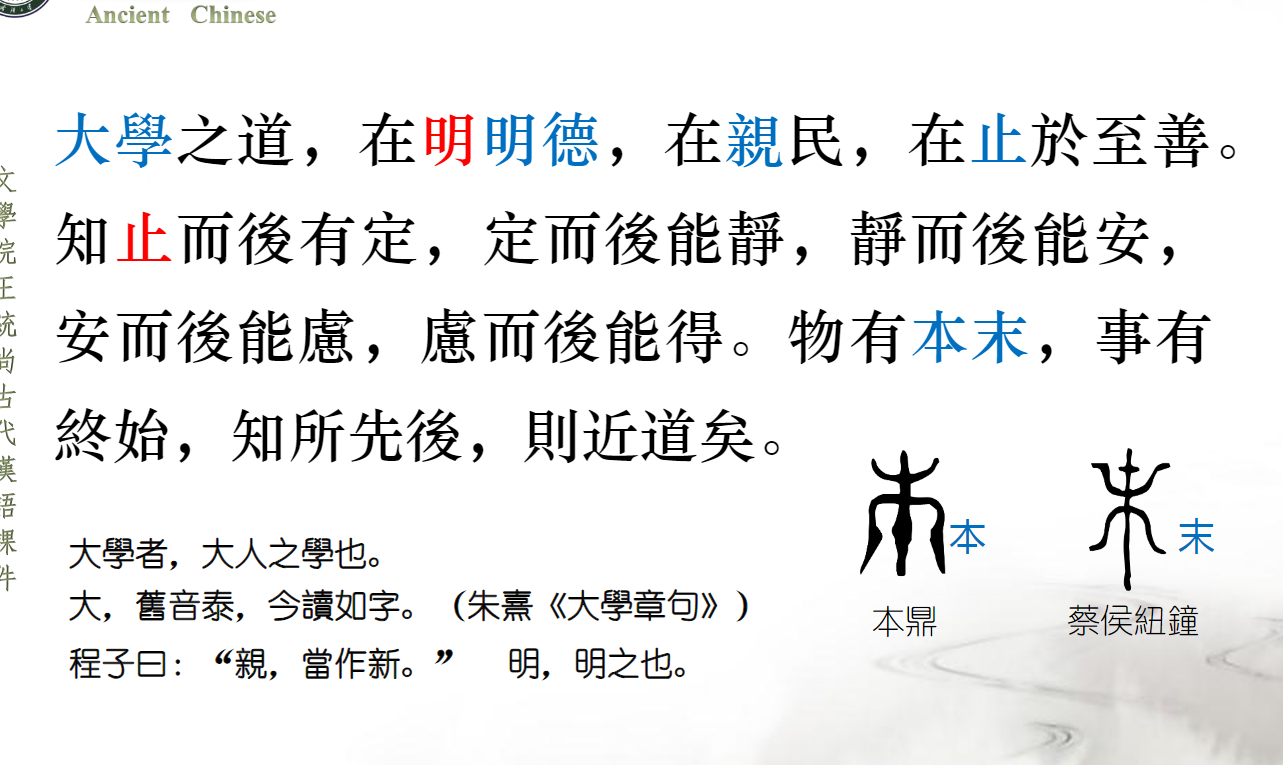 Ancient Chinese
大學之道，在明明德，在親民，在止於至善。
知止而後有定，定而後能靜，靜而後能安，
安而後能慮，慮而後能得。物有本末，事有
終始，知所先後，則近道矣。
本
末
本鼎
蔡侯紐鐘
大學者，大人之學也。
大，舊音泰，今讀如字。（朱熹《大學章句》）
程子曰：“親，當作新。” 明，明之也。
文學院王統尚古代漢語課件